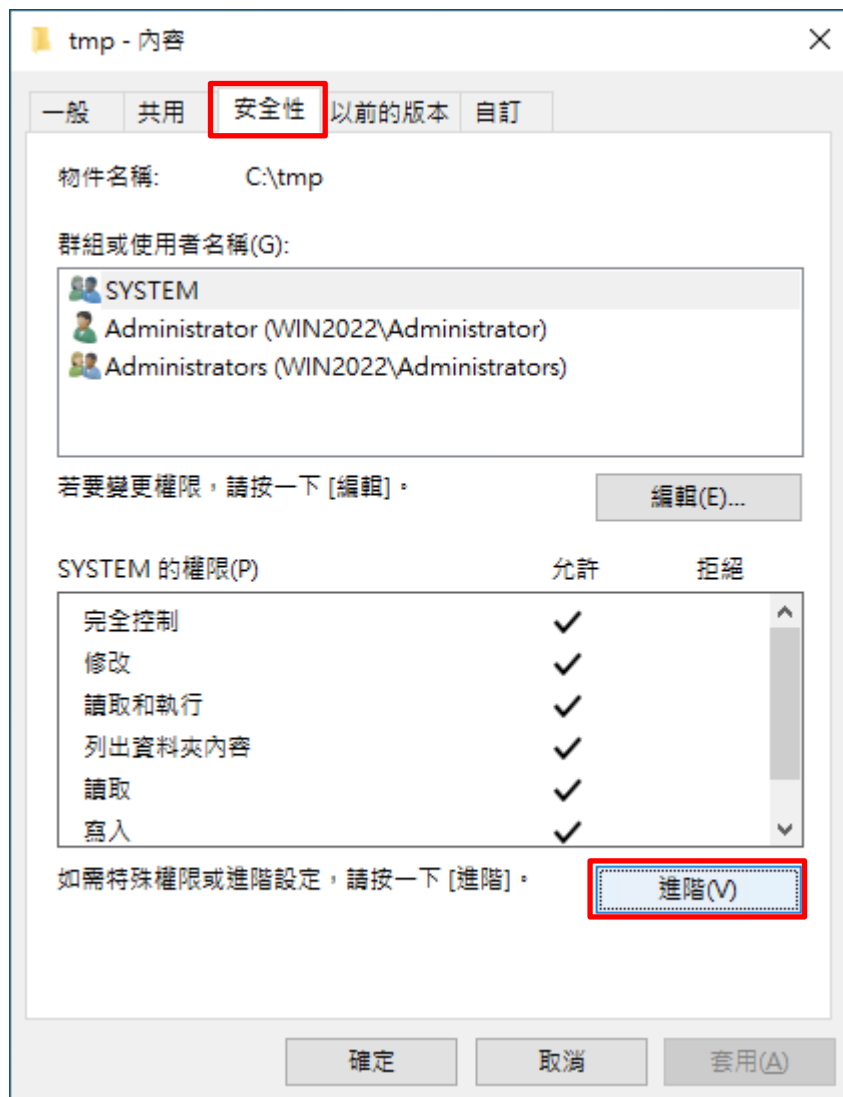 tmp - 內容
一般 共用 安全性 以前的版本 自訂
物件名稱: C:\tmp
群組或使用者名稱(G):
SYSTEM
Administrator (WIN2022\Administrator)
Administrators (WIN2022\Administrators)
若要變更權限，請按一下 [編輯]。
編輯(E)...
SYSTEM 的權限(P) 允許 拒絕
完全控制
修改
讀取和執行
列出資料夾內容
讀取
寫入
如需特殊權限或進階設定，請按一下 [進階]。
進階(V)
確定 取消 套用(A)